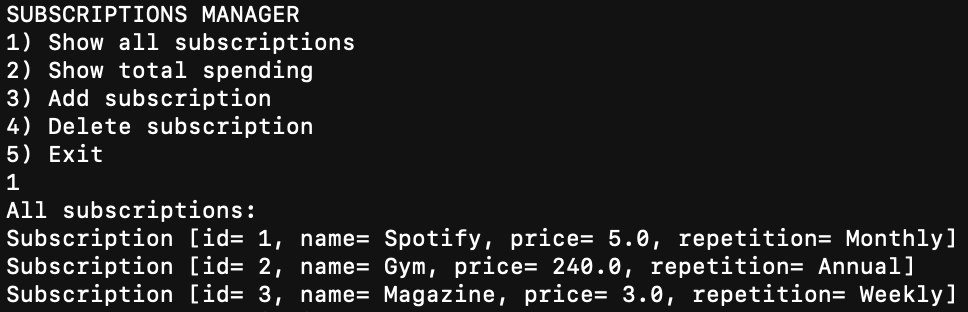 SUBSCRIPTIONS MANAGER
1) Show all subscriptions
2) Show total spending
3) Add subscription
4) Delete subscription
5) Exit
1
All subscriptions:
Subscription [id= 1, name= Spotify, price= 5.0, repetition= Monthly]
Subscription [id= 2, name= Gym, price= 240.0, repetition= Annual]
Subscription [id= 3, name= Magazine, price= 3.0, repetition= Weekly]